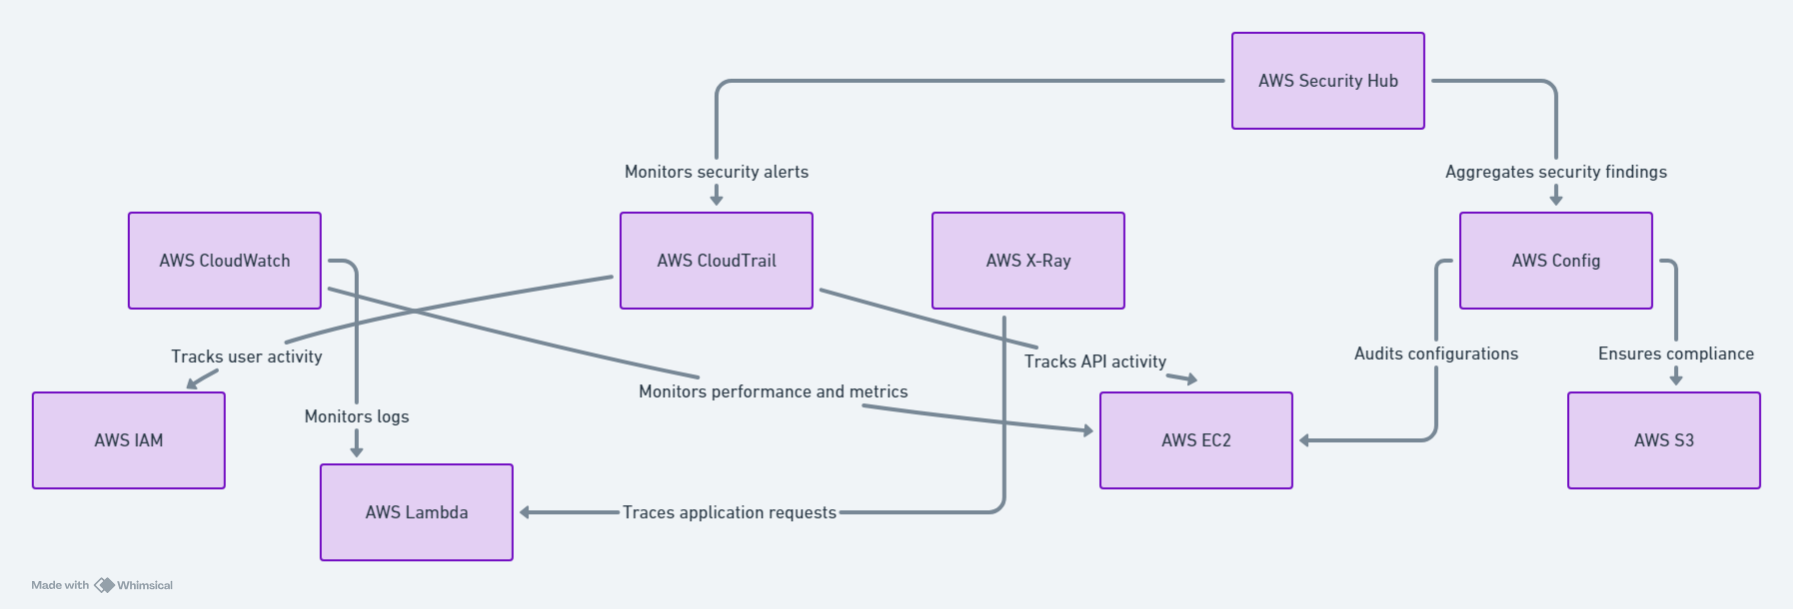 AWS Security Hub
Monitors security alerts
Aggregates security findings
AWS CloudWatch
AWS CloudTrail
AWS X-Ray
AWS Config
Tracks user activity
Tracks API activity
Audits configurations
Ensures compliance
Monitors performance and metrics
Monitors logs
AWS IAM
AWS EC2
AWS S3
AWS Lambda
Traces application requests
Made with Whimsical